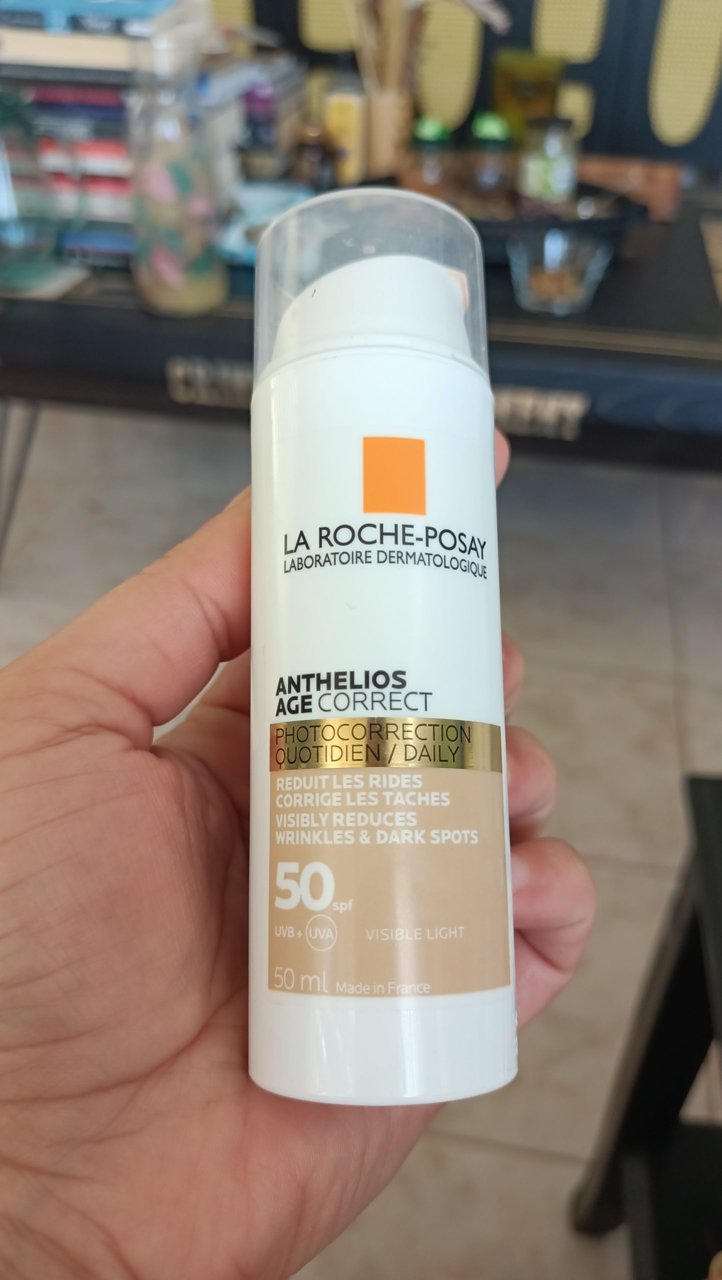 LA ROCHE-POSAY
LABORATOIRE DERMATOLOGIQUE
ANTHELIOS
AGE CORRECT
PHOTOCORRECTION
QUOTIDIEN / DAILY
REDUIT LES RIDES
CORRIGE LES TACHES
VISIBLY REDUCES
WRINKLES & DARK SPOTS
50 spf
UVB + UVA VISIBLE LIGHT
50 ml Made in France